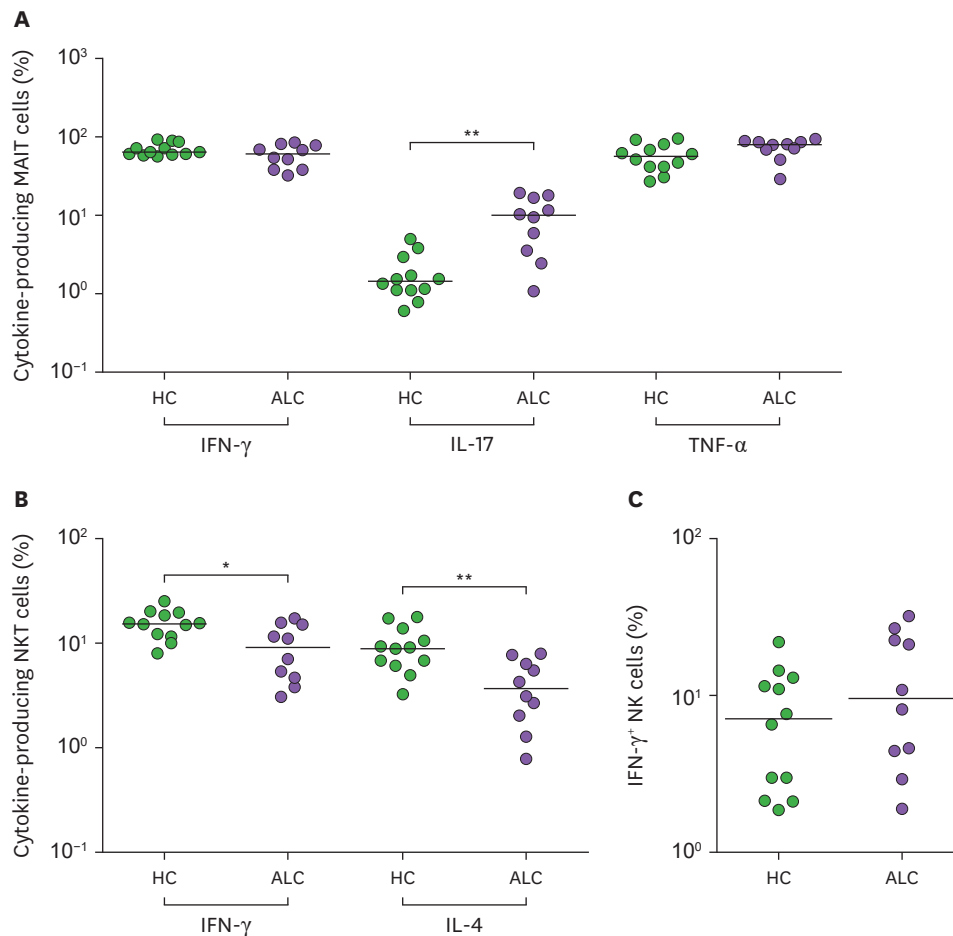 A
Cytokine-producing MAIT cells (%)
10³
10²
10¹
10⁰
10⁻¹
**
HC ALC HC ALC HC ALC
IFN-γ IL-17 TNF-α
B
Cytokine-producing NKT cells (%)
10²
10¹
10⁰
10⁻¹
* **
HC ALC HC ALC
IFN-γ IL-4
C
IFN-γ⁺ NK cells (%)
10²
10¹
10⁰
HC ALC